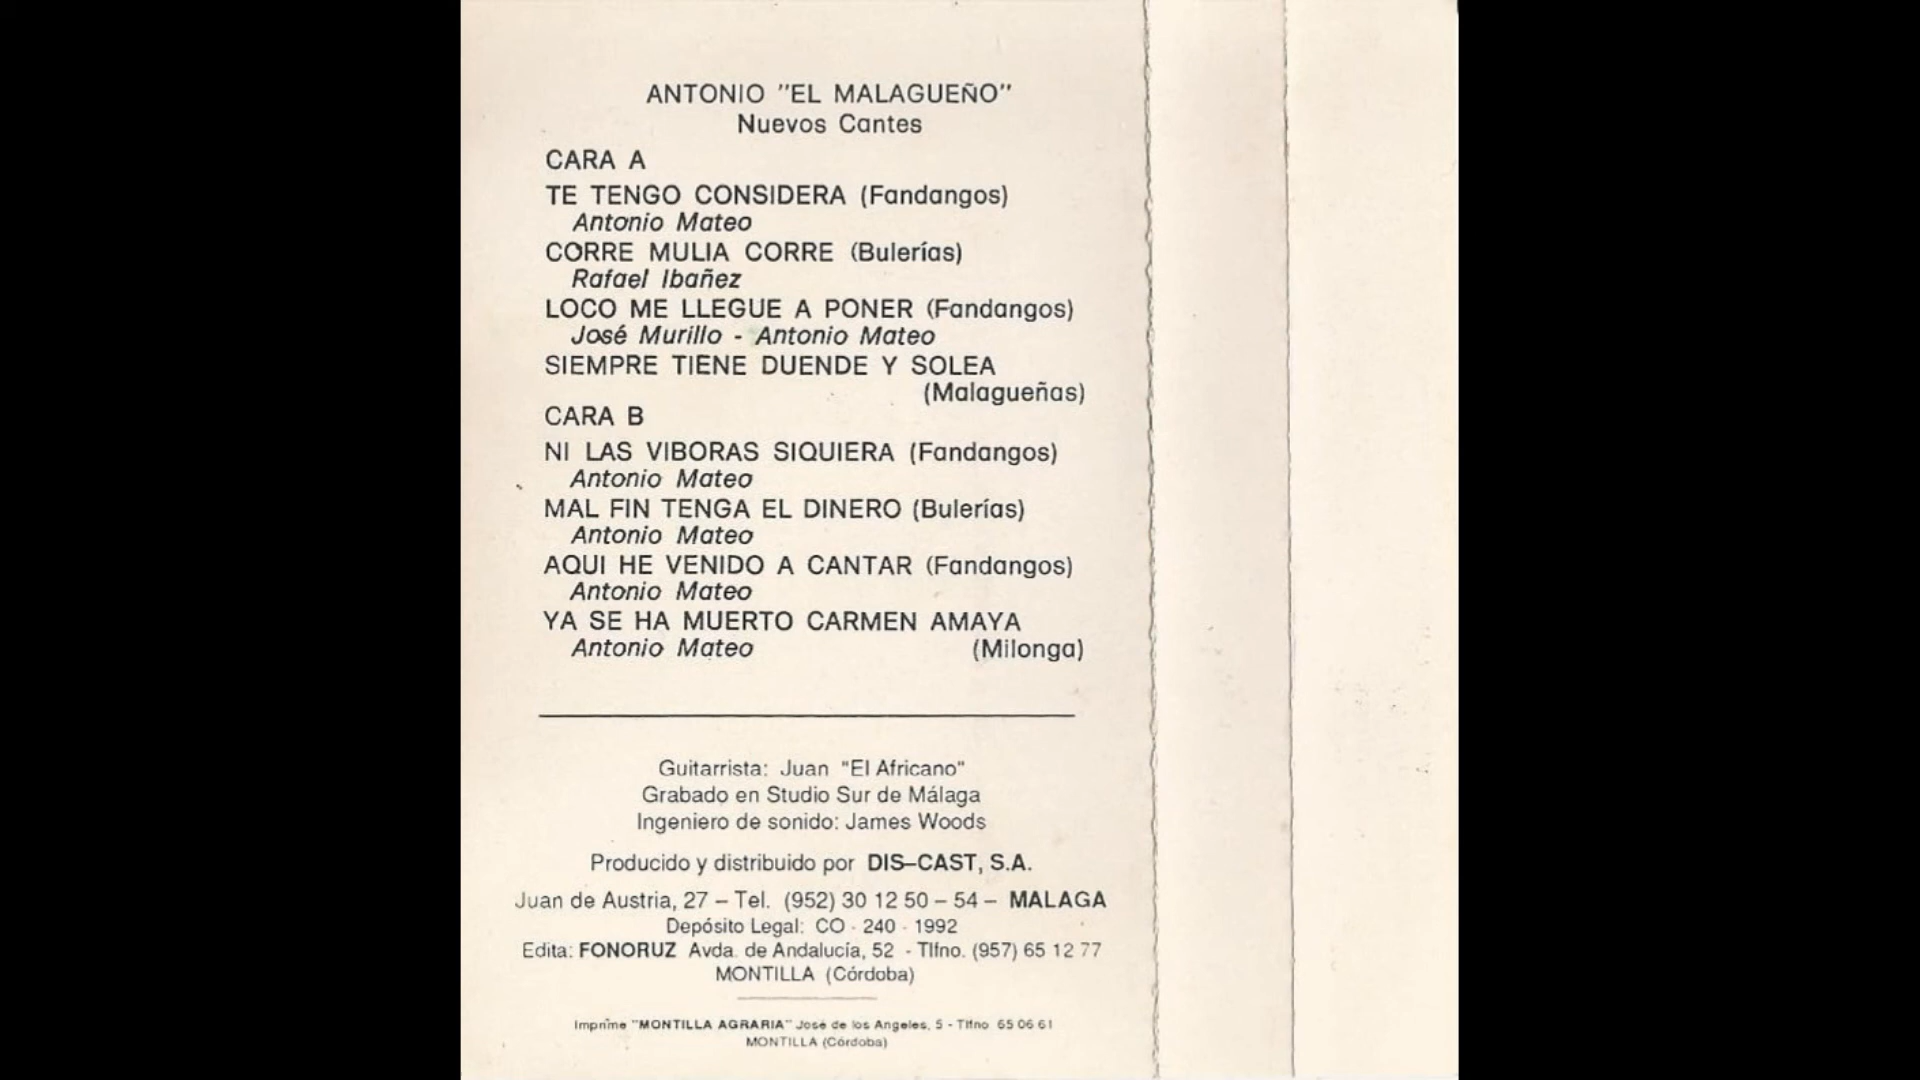 ANTONIO "EL MALAGUEÑO"
Nuevos Cantes
CARA A
TE TENGO CONSIDERA (Fandangos)
Antonio Mateo
CORRE MULIA CORRE (Bulerías)
Rafael Ibañez
LOCO ME LLEGUE A PONER (Fandangos)
José Murillo - Antonio Mateo
SIEMPRE TIENE DUENDE Y SOLEA
(Malagueñas)
CARA B
NI LAS VIBORAS SIQUIERA (Fandangos)
Antonio Mateo
MAL FIN TENGA EL DINERO (Bulerías)
Antonio Mateo
AQUI HE VENIDO A CANTAR (Fandangos)
Antonio Mateo
YA SE HA MUERTO CARMEN AMAYA
Antonio Mateo (Milonga)
Guitarrista: Juan "El Africano"
Grabado en Studio Sur de Málaga
Ingeniero de sonido: James Woods
Producido y distribuido por DIS-CAST, S.A.
Juan de Austria, 27 – Tel. (952) 30 12 50 – 54 – MALAGA
Depósito Legal: CO - 240 - 1992
Edita: FONORUZ Avda. de Andalucía, 52 - Tlfno. (957) 65 12 77
MONTILLA (Córdoba)
Imprime "MONTILLA AGRARIA" José de los Angeles, 5 - Tlfno 65 06 61
MONTILLA (Córdoba)